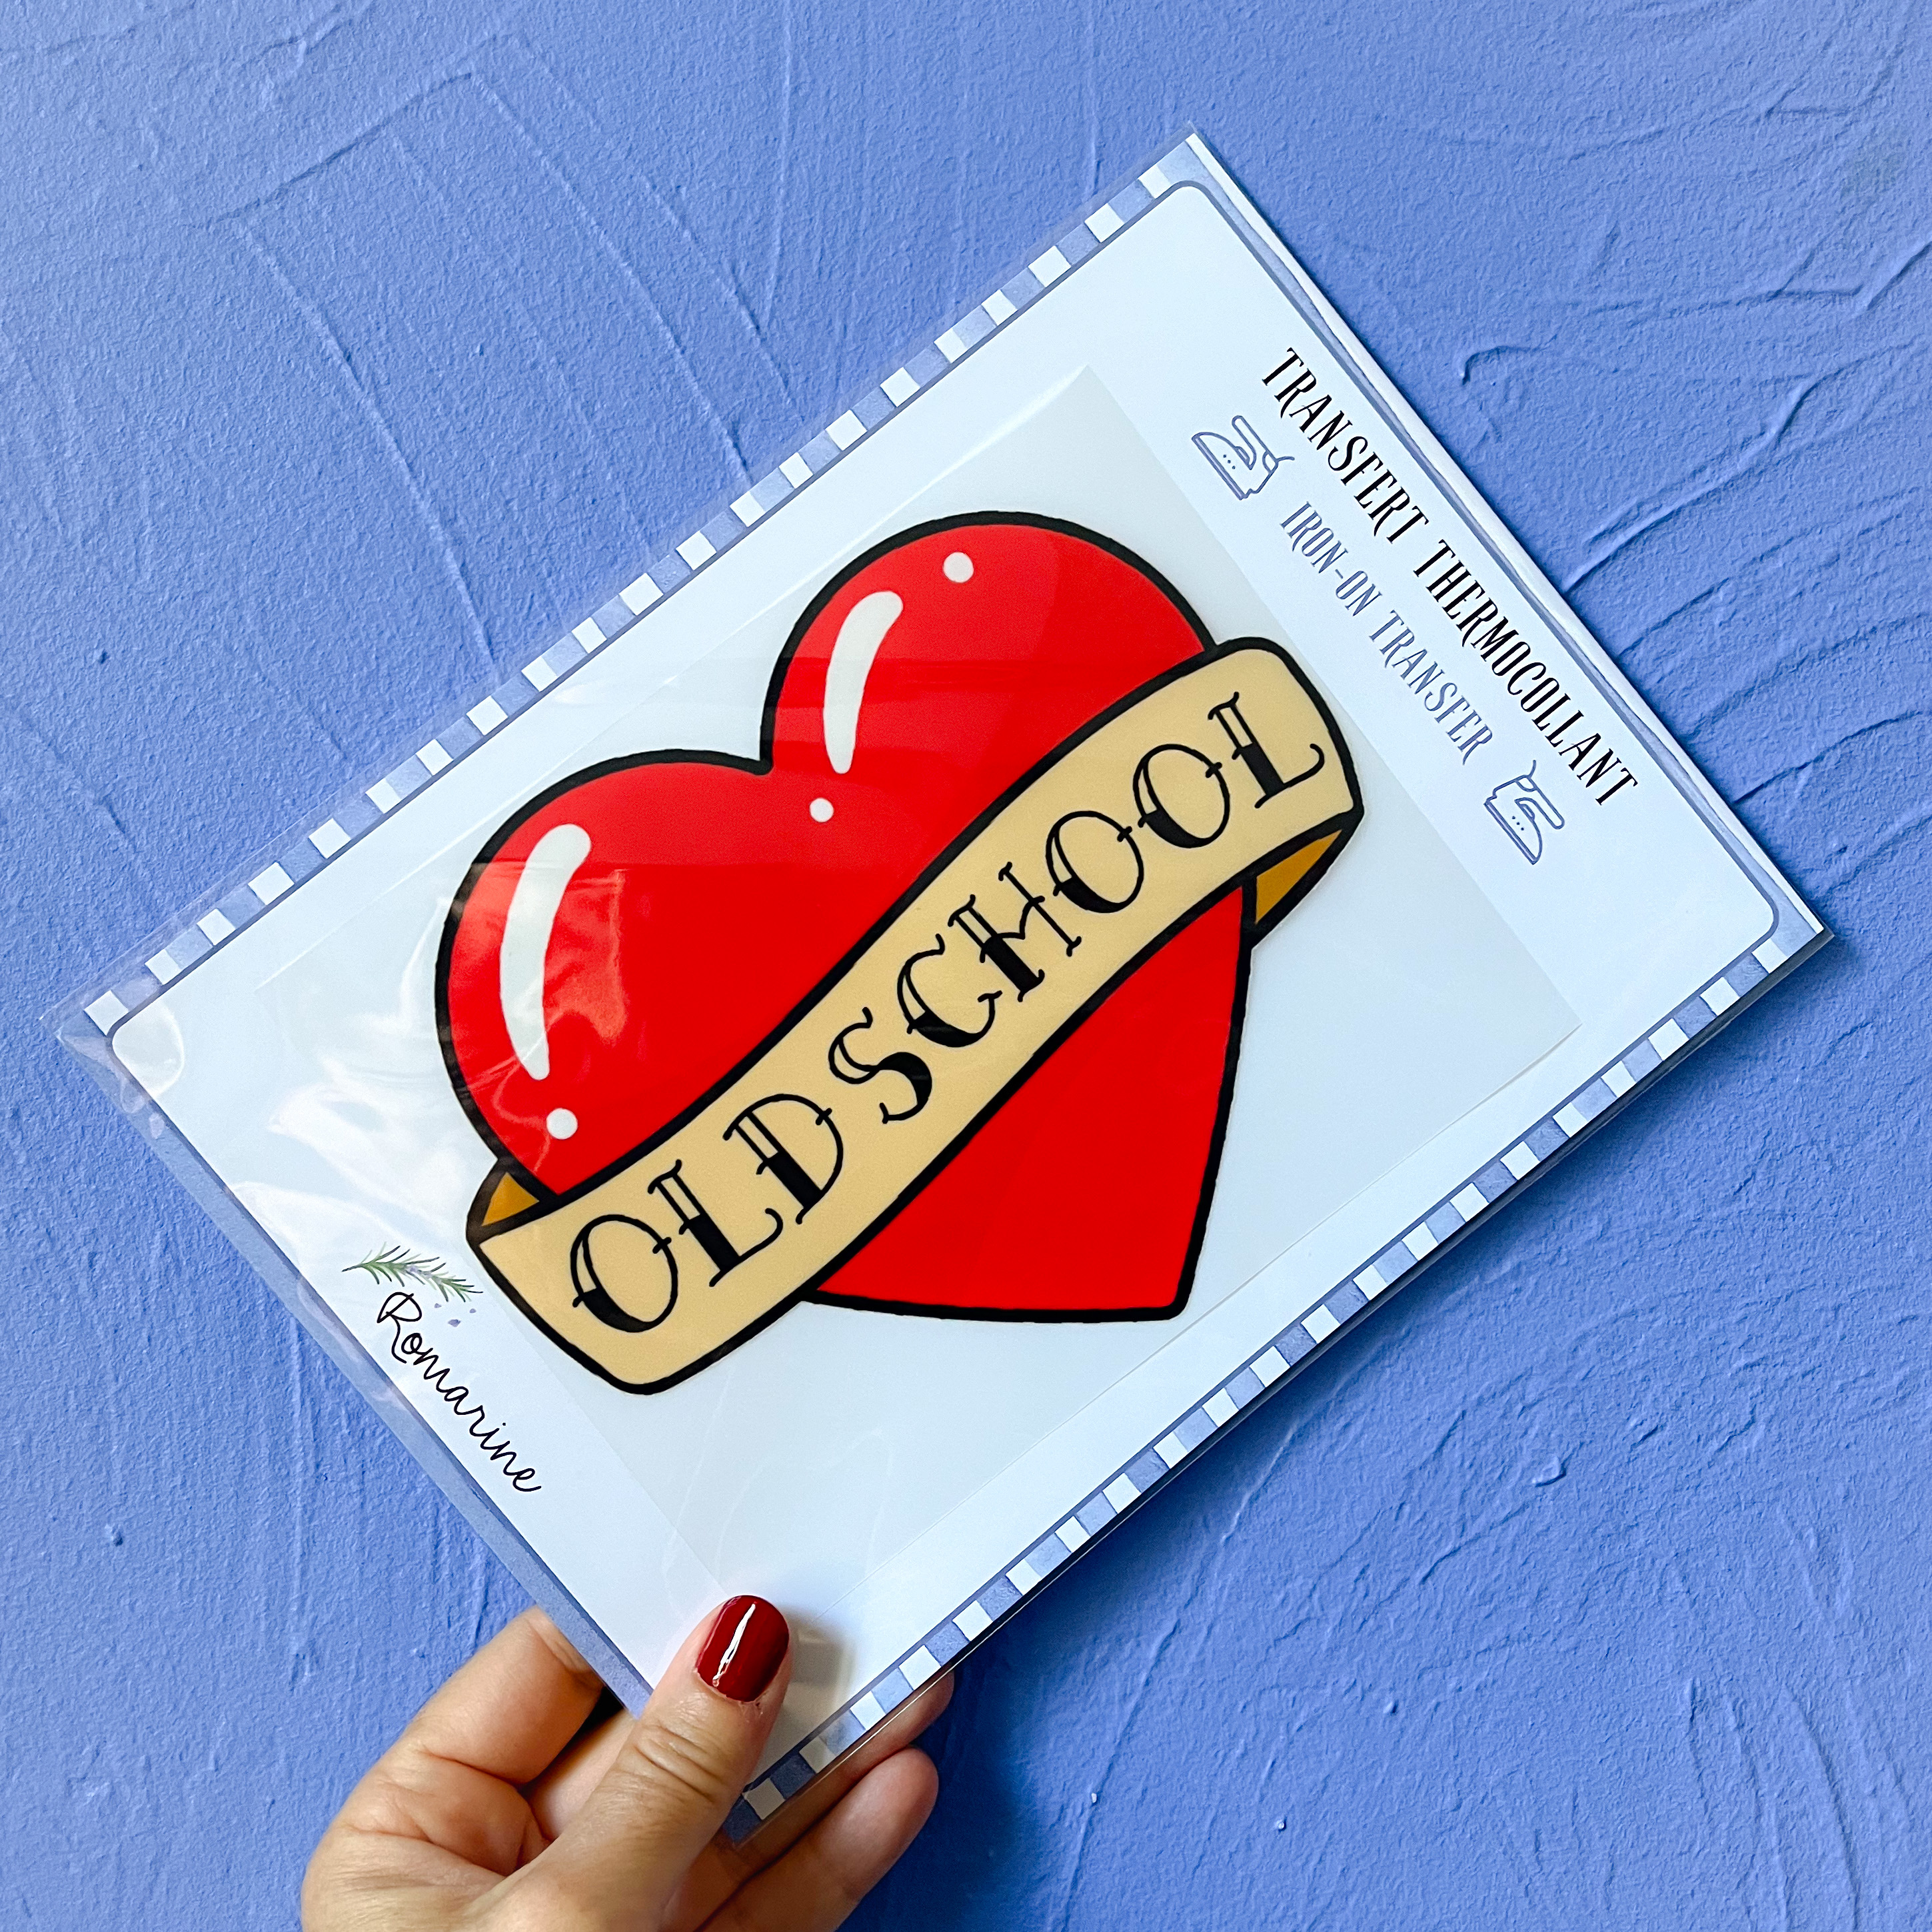 TRANSFERT THERMOCOLLANT
IRON-ON TRANSFER
OLD SCHOOL
Romarine